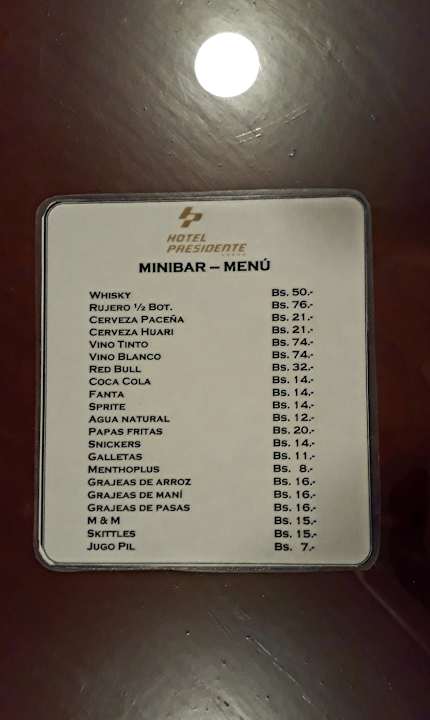 HOTEL
PRESIDENTE
MINIBAR – MENÚ
WHISKY Bs. 50.-
RUJERO ½ BOT. Bs. 76.-
CERVEZA PACEÑA Bs. 21.-
CERVEZA HUARI Bs. 21.-
VINO TINTO Bs. 74.-
VINO BLANCO Bs. 74.-
RED BULL Bs. 32.-
COCA COLA Bs. 14.-
FANTA Bs. 14.-
SPRITE Bs. 14.-
AGUA NATURAL Bs. 12.-
PAPAS FRITAS Bs. 20.-
SNICKERS Bs. 14.-
GALLETAS Bs. 11.-
MENTHOPLUS Bs. 8.-
GRAJEAS DE ARROZ Bs. 16.-
GRAJEAS DE MANÍ Bs. 16.-
GRAJEAS DE PASAS Bs. 16.-
M & M Bs. 15.-
SKITTLES Bs. 15.-
JUGO PIL Bs. 7.-